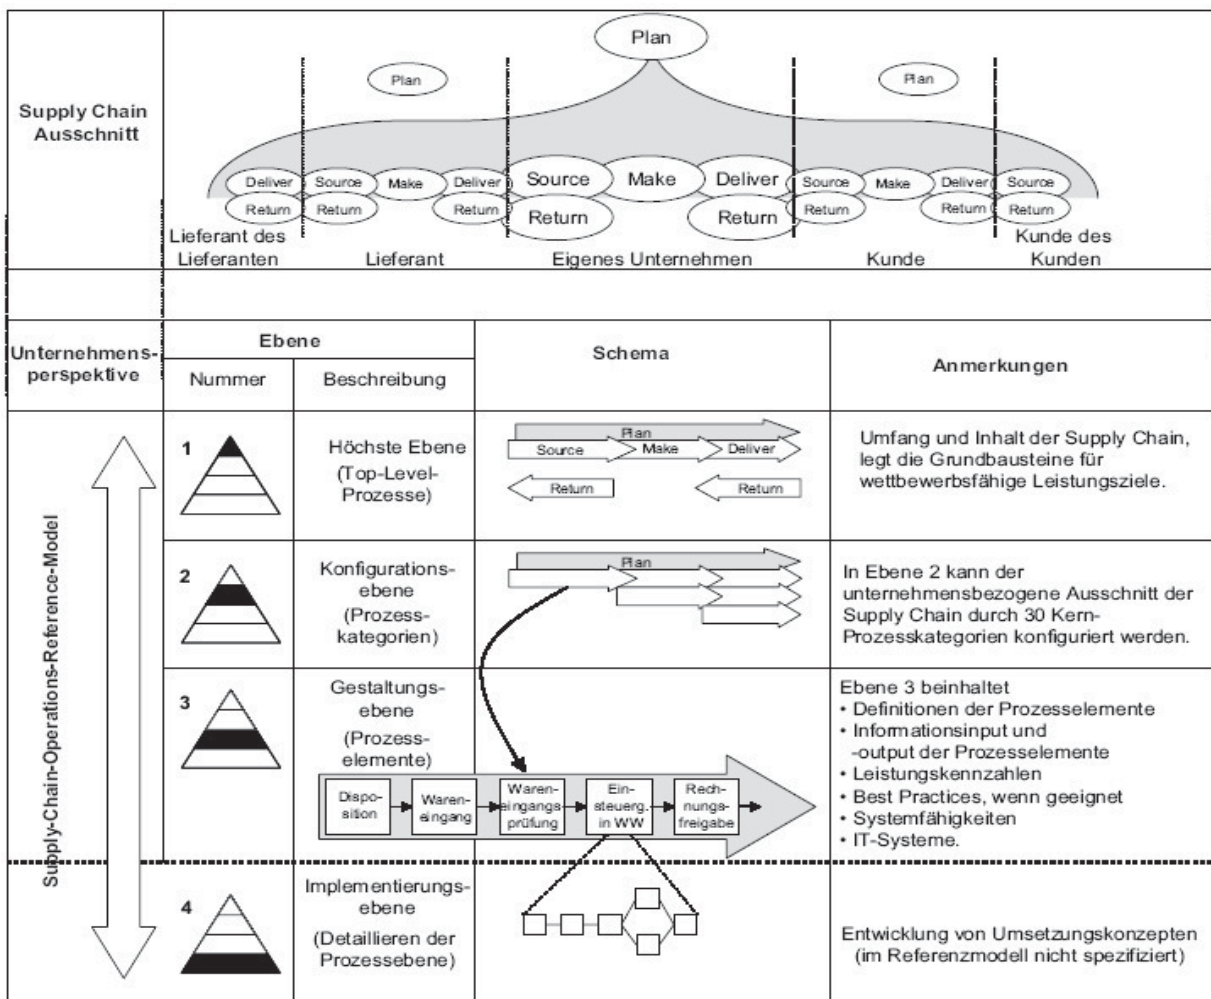 Plan
Plan
Plan
Supply Chain
Ausschnitt
Deliver
Source
Make
Deliver
Source
Make
Deliver
Source
Make
Deliver
Source
Return
Return
Return
Return
Return
Return
Return
Return
Lieferant des
Lieferanten
Lieferant
Eigenes Unternehmen
Kunde
Kunde des
Kunden
Unternehmens-
perspektive
Ebene
Nummer
Beschreibung
Schema
Anmerkungen
Supply-Chain-Operations-Reference-Model
1
Höchste Ebene
(Top-Level-
Prozesse)
Plan
Source
Make
Deliver
Return
Return
Umfang und Inhalt der Supply Chain,
legt die Grundbausteine für
wettbewerbsfähige Leistungsziele.
2
Konfigurations-
ebene
(Prozess-
kategorien)
Plan
In Ebene 2 kann der
unternehmensbezogene Ausschnitt der
Supply Chain durch 30 Kern-
Prozesskategorien konfiguriert werden.
3
Gestaltungs-
ebene
(Prozess-
elemente)
Dispo-
sition
Waren-
eingang
Waren-
eingangs-
prüfung
Ein-
steuerg.
in WW
Rech-
nungs-
freigabe
Ebene 3 beinhaltet
• Definitionen der Prozesselemente
• Informationsinput und
-output der Prozesselemente
• Leistungskennzahlen
• Best Practices, wenn geeignet
• Systemfähigkeiten
• IT-Systeme.
4
Implementierungs-
ebene
(Detaillieren der
Prozessebene)
Entwicklung von Umsetzungskonzepten
(im Referenzmodell nicht spezifiziert)